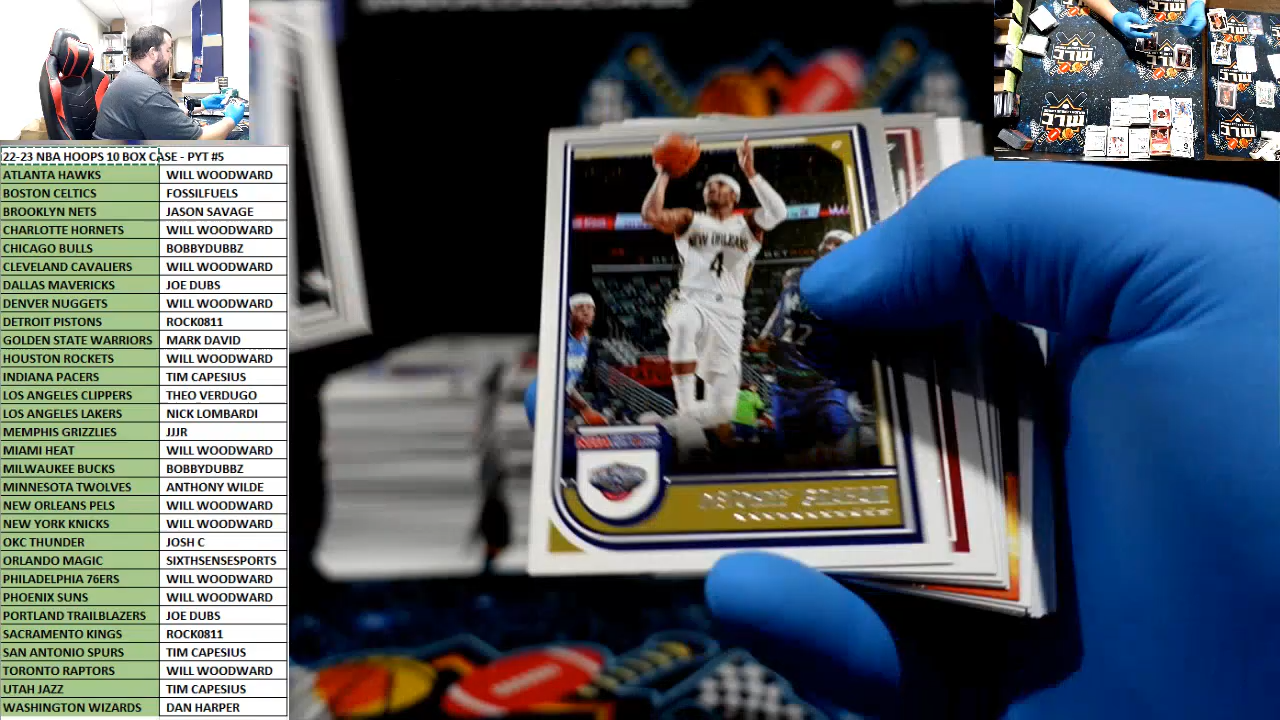 22-23 NBA HOOPS 10 BOX CASE - PYT #5
ATLANTA HAWKS WILL WOODWARD
BOSTON CELTICS FOSSILFUELS
BROOKLYN NETS JASON SAVAGE
CHARLOTTE HORNETS WILL WOODWARD
CHICAGO BULLS BOBBYDUBBZ
CLEVELAND CAVALIERS WILL WOODWARD
DALLAS MAVERICKS JOE DUBS
DENVER NUGGETS WILL WOODWARD
DETROIT PISTONS ROCK0811
GOLDEN STATE WARRIORS MARK DAVID
HOUSTON ROCKETS WILL WOODWARD
INDIANA PACERS TIM CAPESIUS
LOS ANGELES CLIPPERS THEO VERDUGO
LOS ANGELES LAKERS NICK LOMBARDI
MEMPHIS GRIZZLIES JJJR
MIAMI HEAT WILL WOODWARD
MILWAUKEE BUCKS BOBBYDUBBZ
MINNESOTA TWOLVES ANTHONY WILDE
NEW ORLEANS PELS WILL WOODWARD
NEW YORK KNICKS WILL WOODWARD
OKC THUNDER JOSH C
ORLANDO MAGIC SIXTHSENSESPORTS
PHILADELPHIA 76ERS WILL WOODWARD
PHOENIX SUNS WILL WOODWARD
PORTLAND TRAILBLAZERS JOE DUBS
SACRAMENTO KINGS ROCK0811
SAN ANTONIO SPURS TIM CAPESIUS
TORONTO RAPTORS WILL WOODWARD
UTAH JAZZ TIM CAPESIUS
WASHINGTON WIZARDS DAN HARPER
NEW ORLEANS
4
12